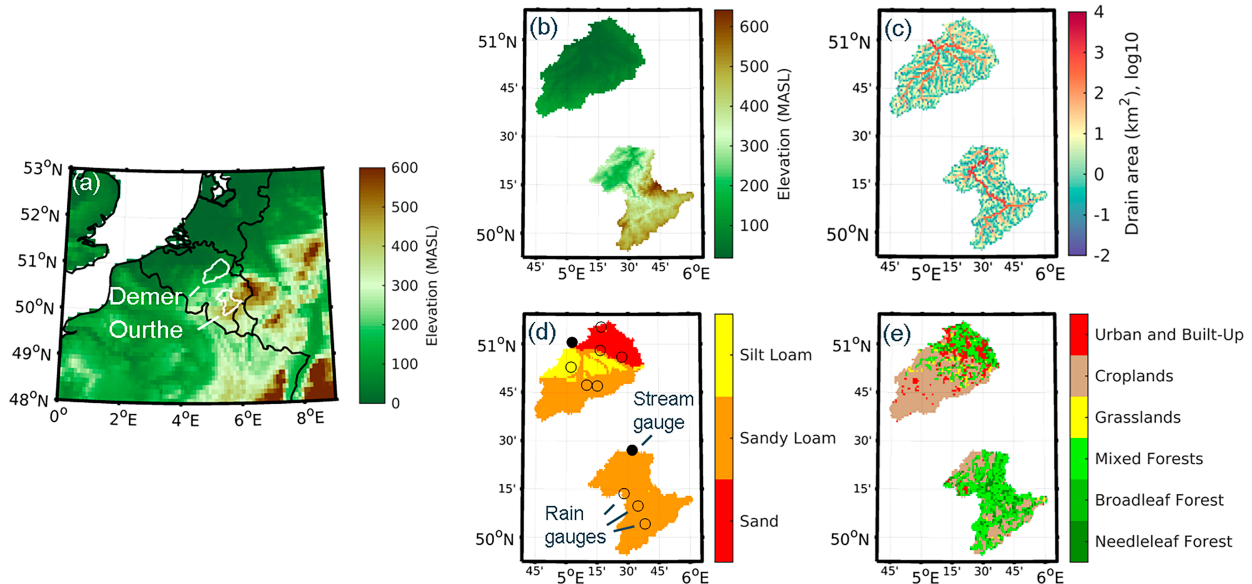 (a)
53°N
52°N
51°N
50°N
49°N
48°N
0°
2°E
4°E
6°E
8°E
Demer
Ourthe
600
500
400
300
200
100
0
Elevation (MASL)
(b)
51°N
45'
30'
15'
50°N
45'
5°E
15'
30'
45'
6°E
600
500
400
300
200
100
Elevation (MASL)
(c)
51°N
45'
30'
15'
50°N
45'
5°E
15'
30'
45'
6°E
4
3
2
1
0
-1
-2
Drain area (km²), log10
(d)
51°N
45'
30'
15'
50°N
45'
5°E
15'
30'
45'
6°E
Stream
gauge
Rain
gauges
Silt Loam
Sandy Loam
Sand
(e)
51°N
45'
30'
15'
50°N
45'
5°E
15'
30'
45'
6°E
Urban and Built-Up
Croplands
Grasslands
Mixed Forests
Broadleaf Forest
Needleleaf Forest